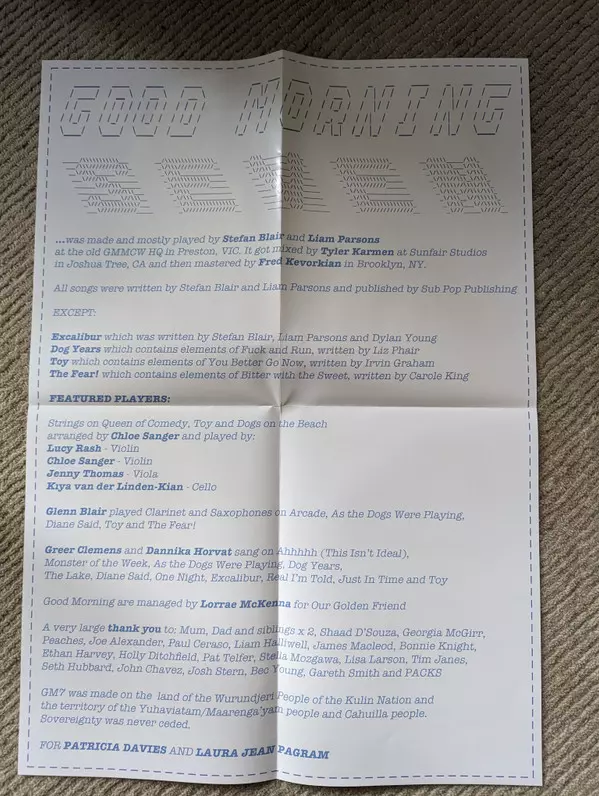 GOOD MORNING
SEVEN
...was made and mostly played by Stefan Blair and Liam Parsons
at the old GMMCW HQ in Preston, VIC. It got mixed by Tyler Karmen at Sunfair Studios
in Joshua Tree, CA and then mastered by Fred Kevorkian in Brooklyn, NY.
All songs were written by Stefan Blair and Liam Parsons and published by Sub Pop Publishing
EXCEPT:
Excalibur which was written by Stefan Blair, Liam Parsons and Dylan Young
Dog Years which contains elements of Fuck and Run, written by Liz Phair
Toy which contains elements of You Better Go Now, written by Irvin Graham
The Fear! which contains elements of Bitter with the Sweet, written by Carole King
FEATURED PLAYERS:
Strings on Queen of Comedy, Toy and Dogs on the Beach
arranged by Chloe Sanger and played by:
Lucy Rash - Violin
Chloe Sanger - Violin
Jenny Thomas - Viola
Kiya van der Linden-Kian - Cello
Glenn Blair played Clarinet and Saxophones on Arcade, As the Dogs Were Playing,
Diane Said, Toy and The Fear!
Greer Clemens and Dannika Horvat sang on Ahhhhh (This Isn't Ideal),
Monster of the Week, As the Dogs Were Playing, Dog Years,
The Lake, Diane Said, One Night, Excalibur, Real I'm Told, Just In Time and Toy
Good Morning are managed by Lorrae McKenna for Our Golden Friend
A very large thank you to: Mum, Dad and siblings x 2, Shaad D'Souza, Georgia McGirr,
Peaches, Joe Alexander, Paul Ceraso, Liam Halliwell, James Macleod, Bonnie Knight,
Ethan Harvey, Holly Ditchfield, Pat Telfer, Stella Mozgawa, Lisa Larson, Tim Janes,
Seth Hubbard, John Chavez, Josh Stern, Bec Young, Gareth Smith and PACKS
GM7 was made on the land of the Wurundjeri People of the Kulin Nation and
the territory of the Yuhaviatam/Maarenga'yam people and Cahuilla people.
Sovereignty was never ceded.
FOR PATRICIA DAVIES AND LAURA JEAN PAGRAM